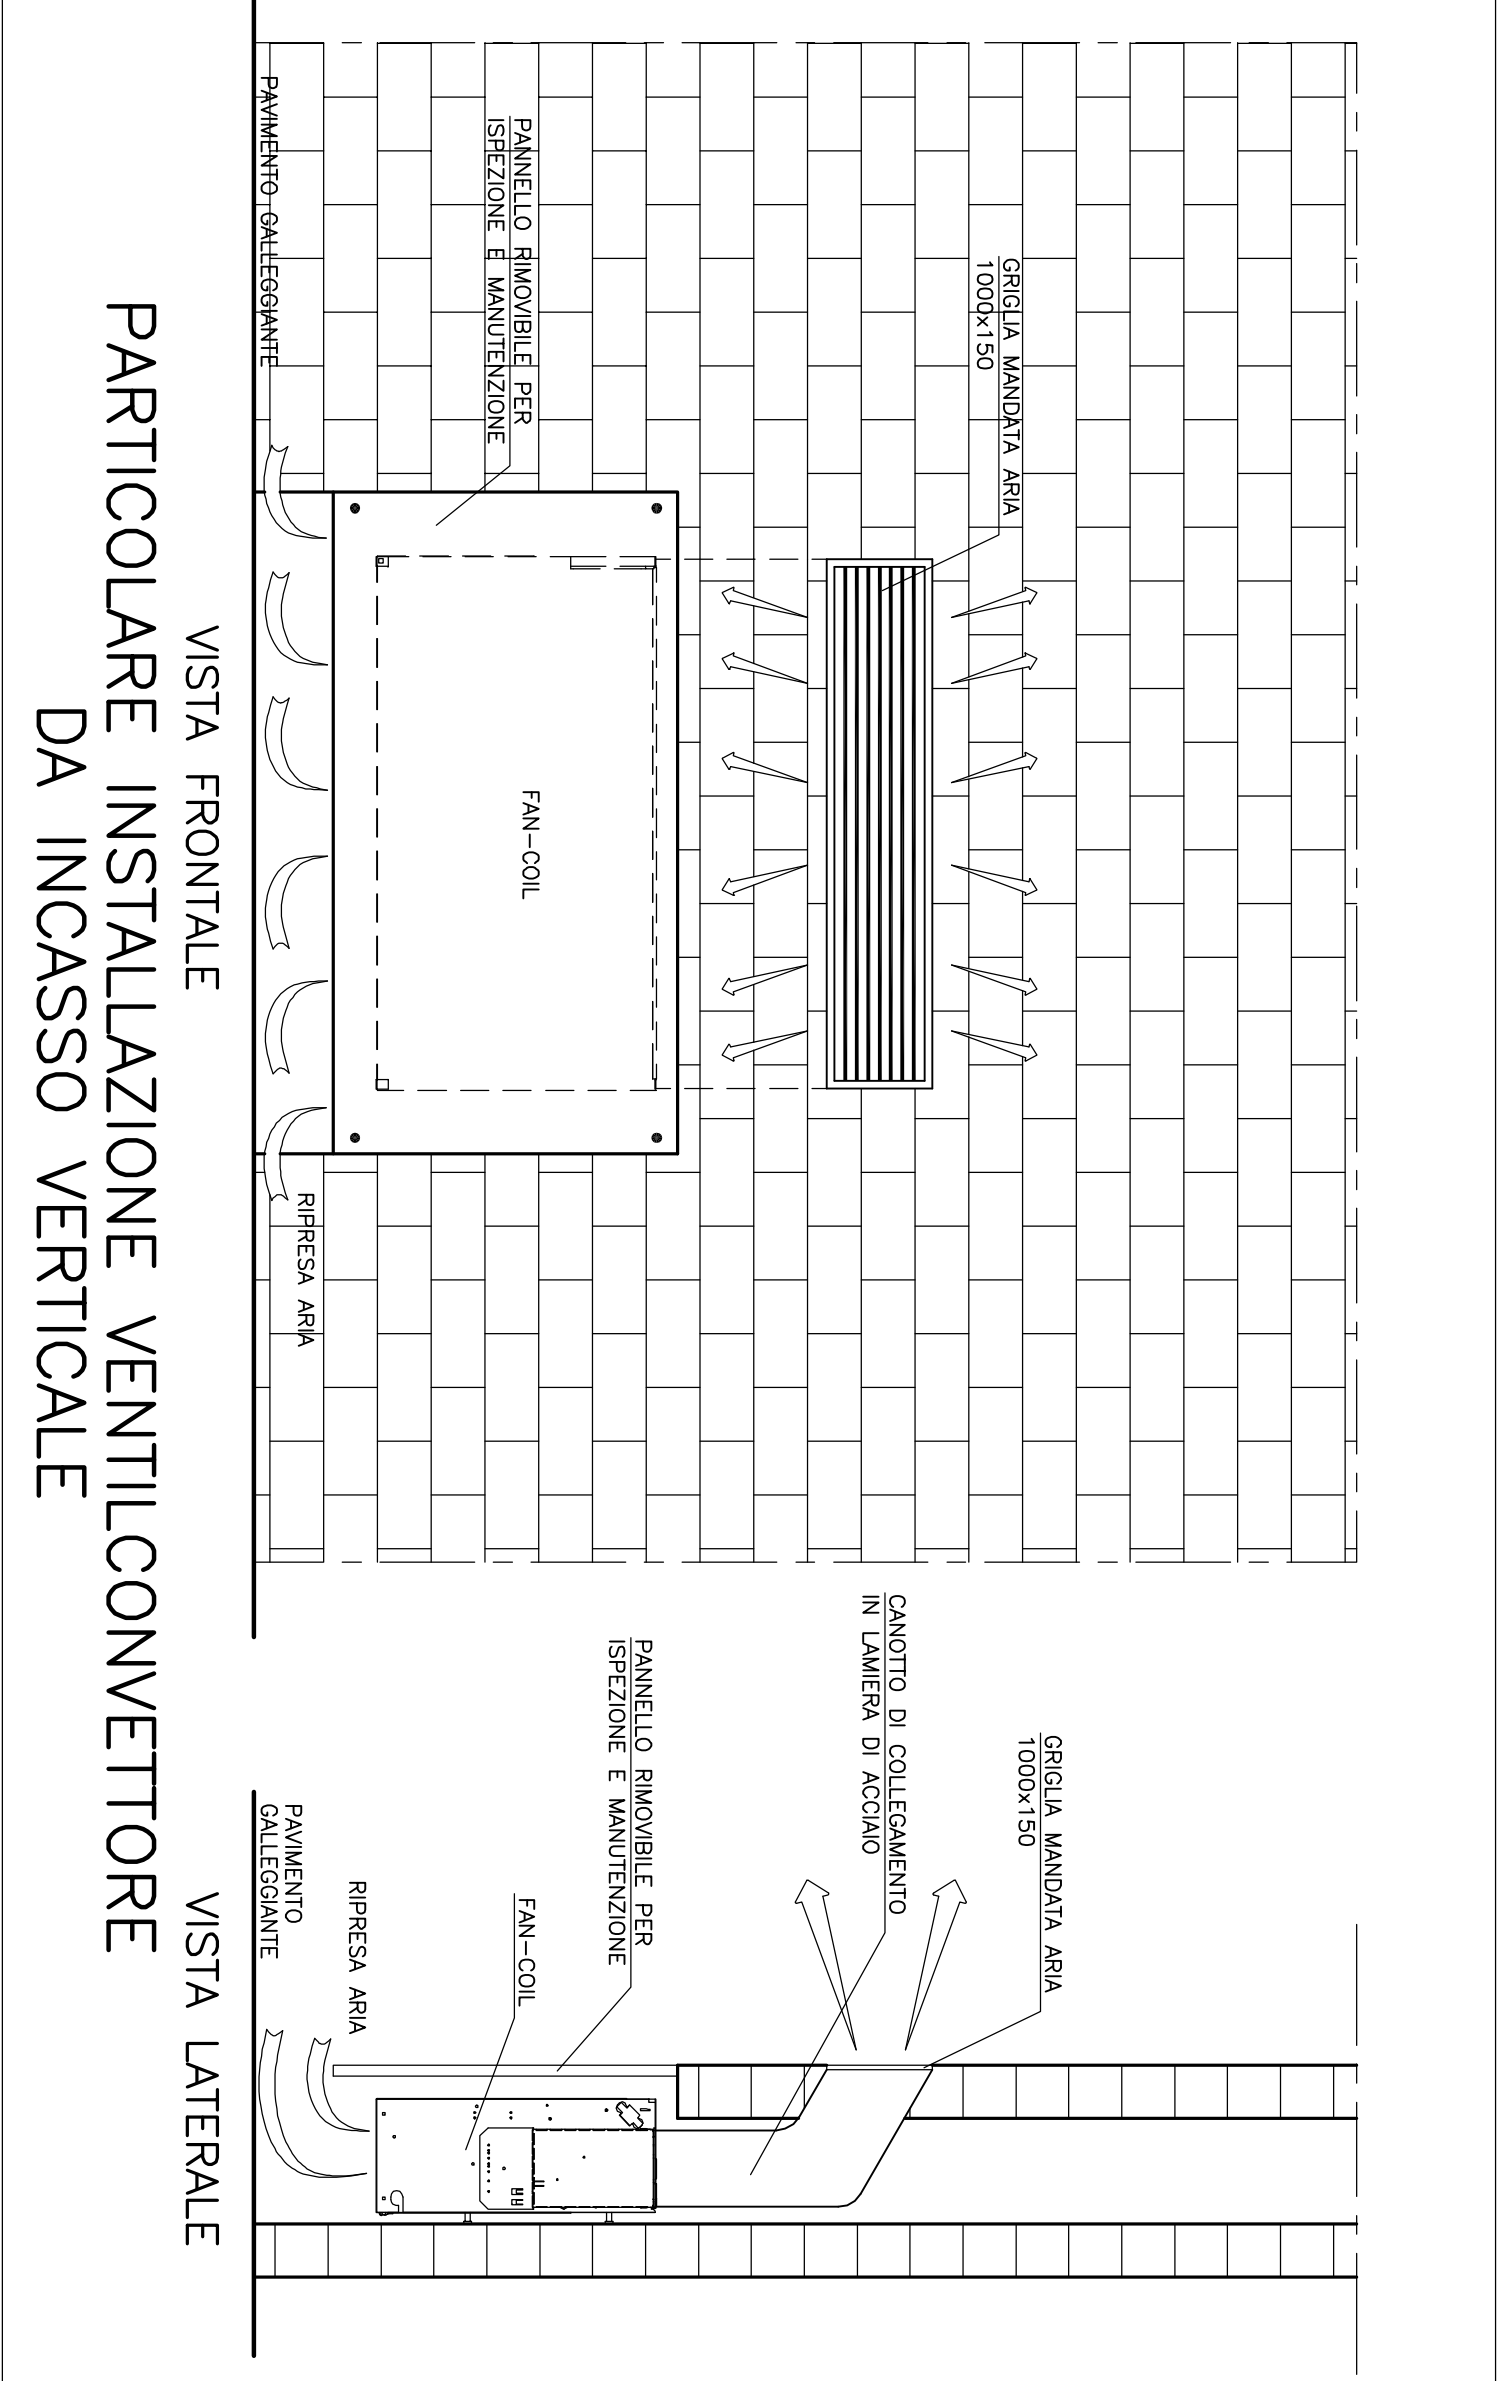 GRIGLIA MANDATA ARIA
1000x150
PANNELLO RIMOVIBILE PER
ISPEZIONE E MANUTENZIONE
FAN-COIL
RIPRESA ARIA
PAVIMENTO GALLEGGIANTE
VISTA FRONTALE
GRIGLIA MANDATA ARIA
1000x150
CANOTTO DI COLLEGAMENTO
IN LAMIERA DI ACCIAIO
PANNELLO RIMOVIBILE PER
ISPEZIONE E MANUTENZIONE
FAN-COIL
RIPRESA ARIA
PAVIMENTO
GALLEGGIANTE
VISTA LATERALE
PARTICOLARE INSTALLAZIONE VENTILCONVETTORE
DA INCASSO VERTICALE